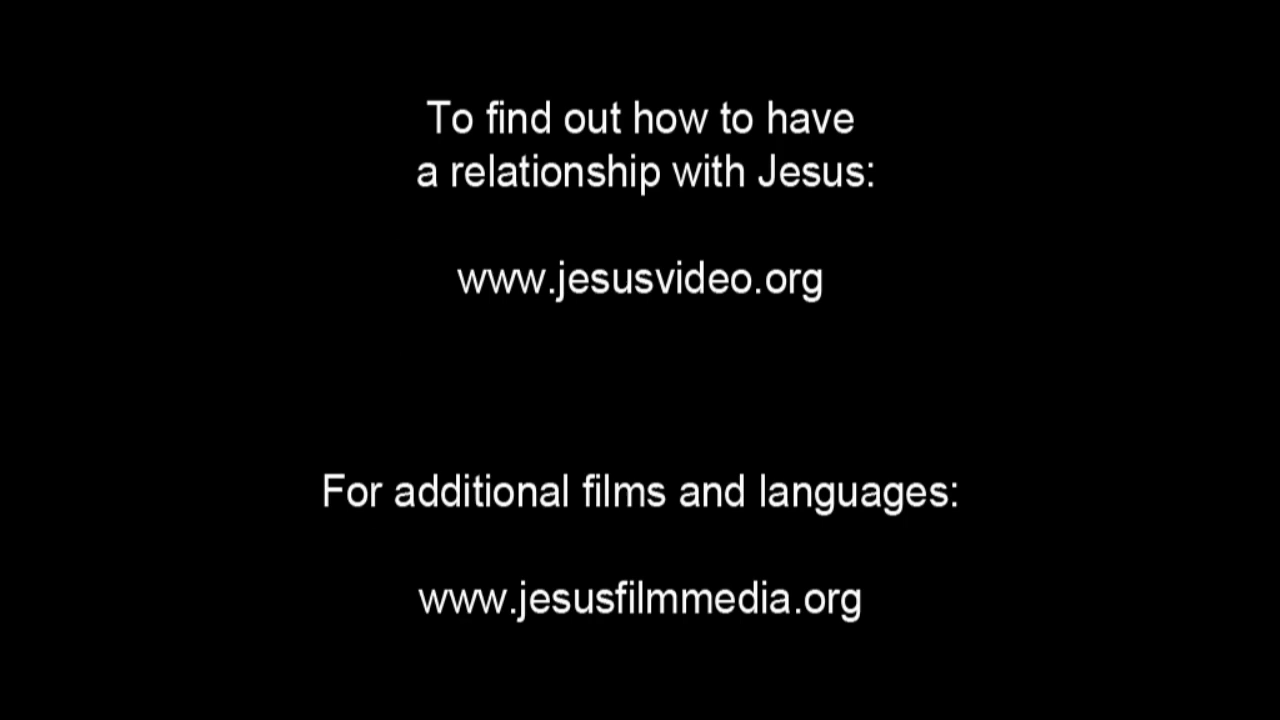 To find out how to have
a relationship with Jesus:
www.jesusvideo.org
For additional films and languages:
www.jesusfilmmedia.org